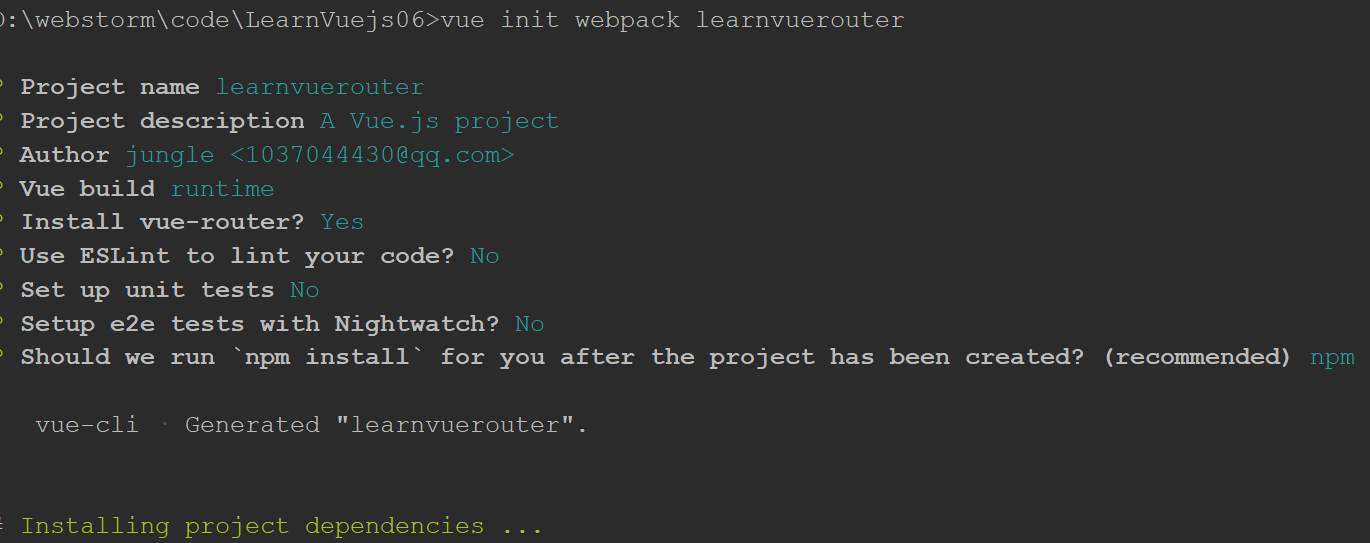 D:\webstorm\code\LearnVuejs06>vue init webpack learnvuerouter
? Project name learnvuerouter
? Project description A Vue.js project
? Author jungle <1037044430@qq.com>
? Vue build runtime
? Install vue-router? Yes
? Use ESLint to lint your code? No
? Set up unit tests No
? Setup e2e tests with Nightwatch? No
? Should we run `npm install` for you after the project has been created? (recommended) npm
vue-cli · Generated "learnvuerouter".
# Installing project dependencies ...